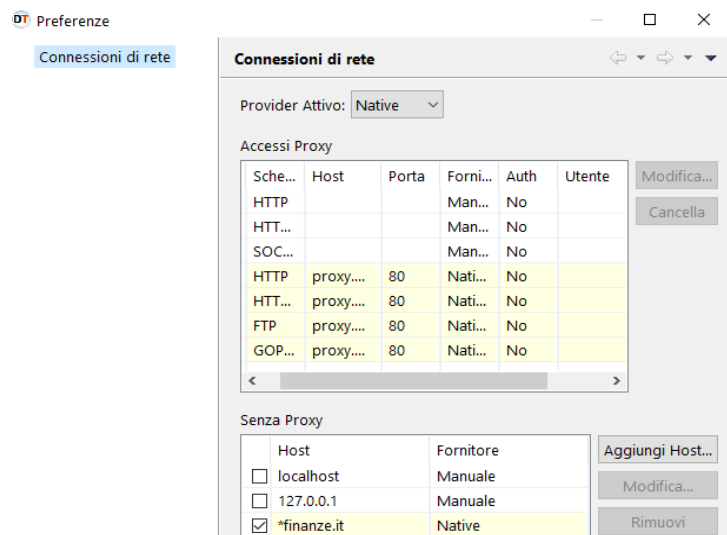 DT Preferenze
Connessioni di rete
Connessioni di rete
Provider Attivo: Native
Accessi Proxy
Sche... Host Porta Forni... Auth Utente
HTTP Man... No
HTT... Man... No
SOC... Man... No
HTTP proxy.... 80 Nati... No
HTT... proxy.... 80 Nati... No
FTP proxy.... 80 Nati... No
GOP... proxy.... 80 Nati... No
Modifica...
Cancella
Senza Proxy
Host Fornitore
localhost Manuale
127.0.0.1 Manuale
*finanze.it Native
Aggiungi Host...
Modifica...
Rimuovi